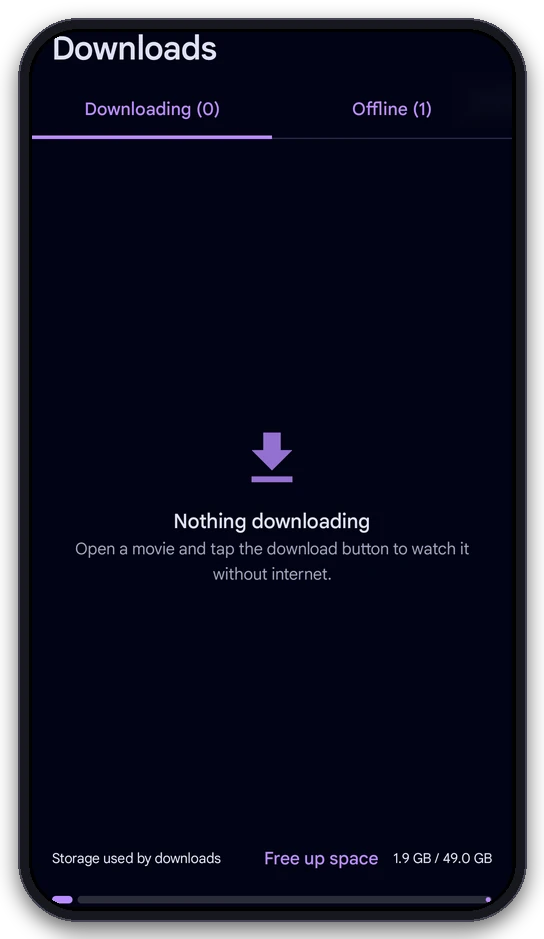 Downloads
Downloading (0)
Offline (1)
Nothing downloading
Open a movie and tap the download button to watch it
without internet.
Storage used by downloads
Free up space
1.9 GB / 49.0 GB